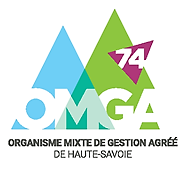 74
OMGA
ORGANISME MIXTE DE GESTION AGRÉÉ
DE HAUTE-SAVOIE